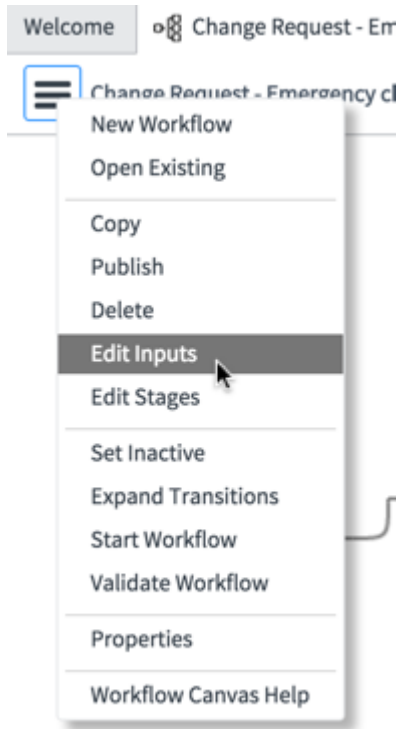 Welcome Change Request - Em
Change Request - Emergency cl
New Workflow
Open Existing
Copy
Publish
Delete
Edit Inputs
Edit Stages
Set Inactive
Expand Transitions
Start Workflow
Validate Workflow
Properties
Workflow Canvas Help